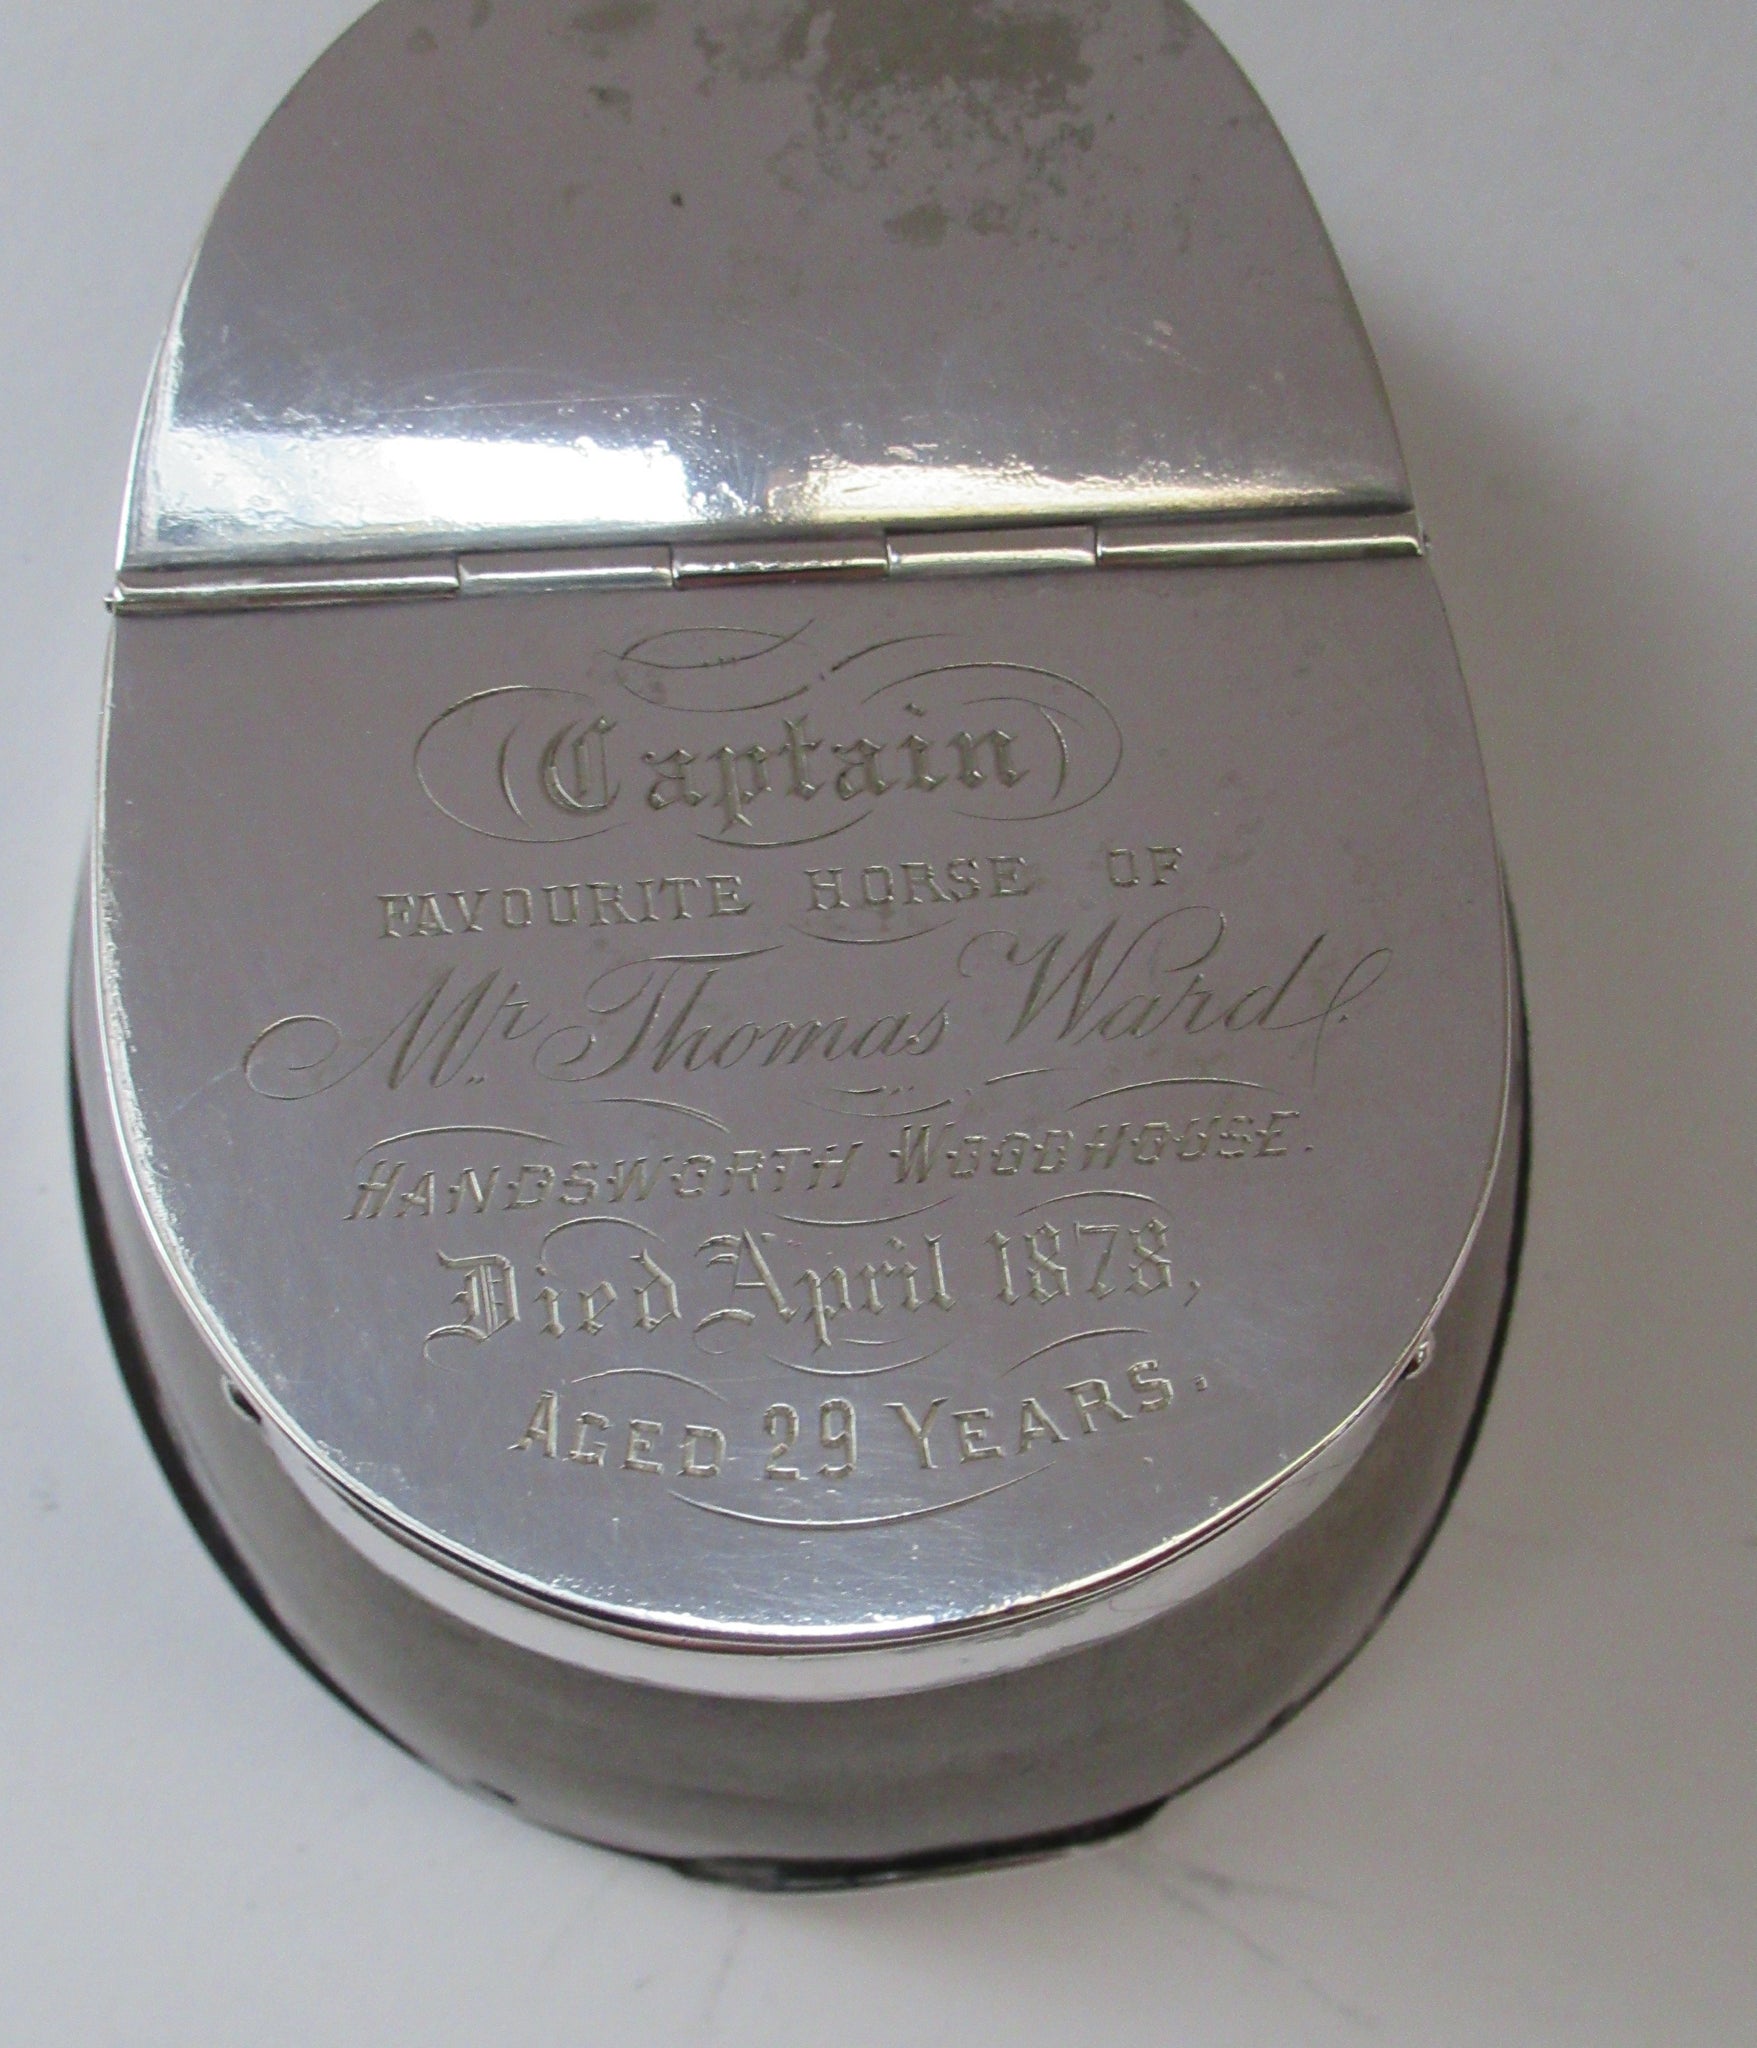 Captain
FAVOURITE HORSE OF
Mr. Thomas Ward.
HANDSWORTH WOODHOUSE.
Died April 1878,
AGED 29 YEARS.